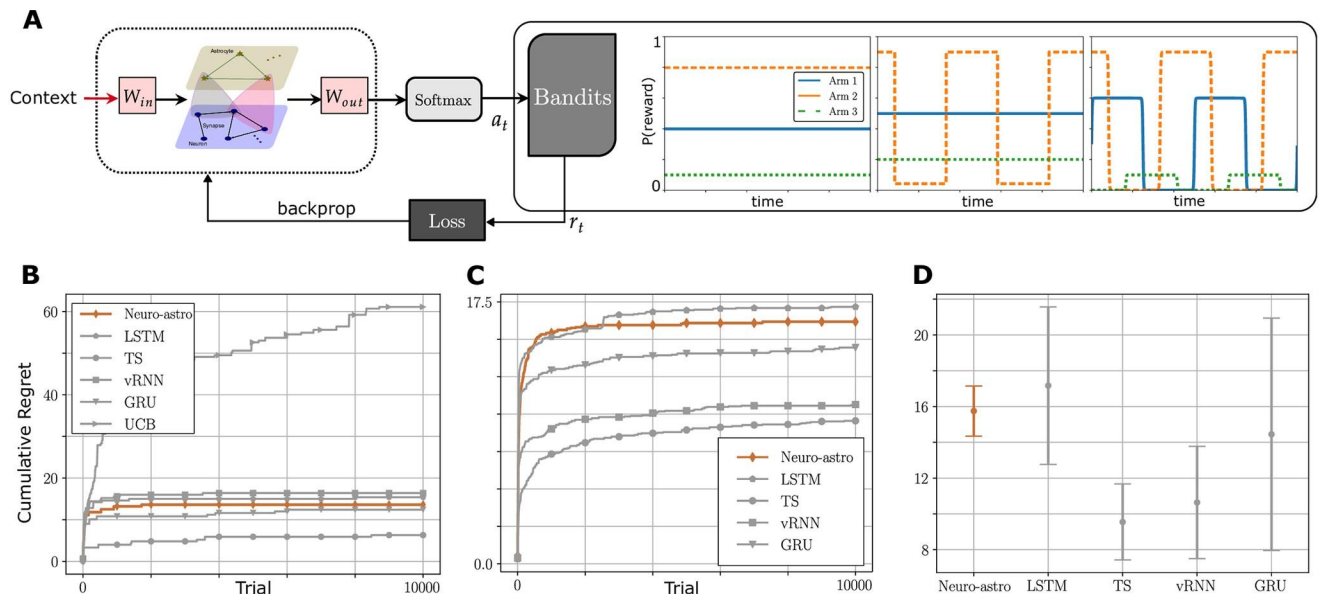 A
Context
W_in
Astrocyte
Synapse
Neuron
W_out
Softmax
a_t
Bandits
r_t
Loss
backprop
P(reward)
1
0
Arm 1
Arm 2
Arm 3
time
time
time
B
Cumulative Regret
60
40
20
0
Neuro-astro
LSTM
TS
vRNN
GRU
UCB
0
Trial
10000
C
17.5
0.0
Neuro-astro
LSTM
TS
vRNN
GRU
0
Trial
10000
D
20
18
16
14
12
10
8
Neuro-astro
LSTM
TS
vRNN
GRU